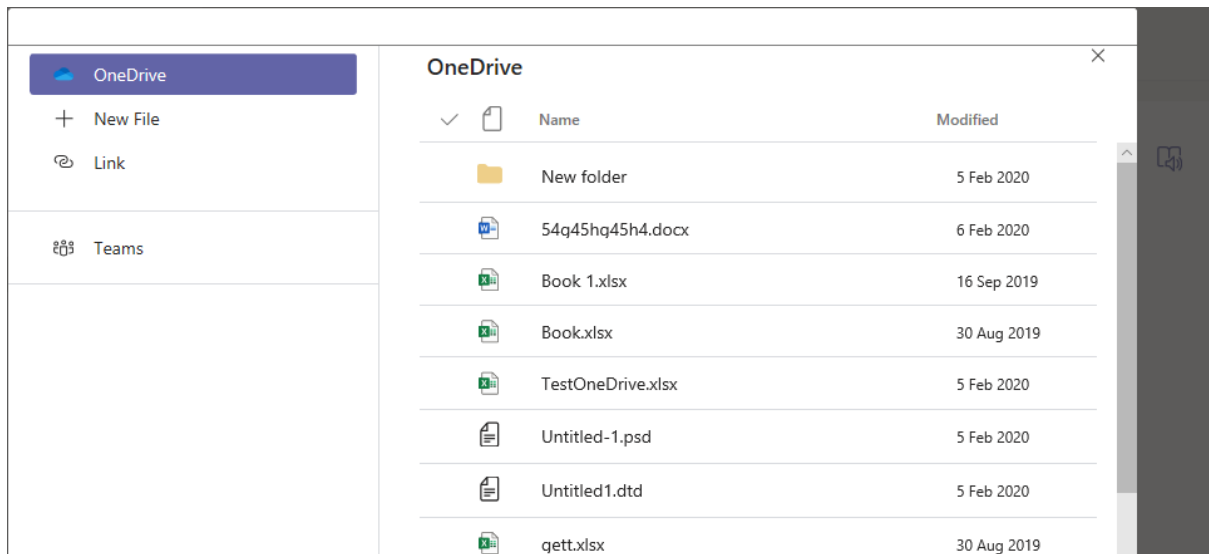 OneDrive
New File
Link
Teams
OneDrive
Name Modified
New folder 5 Feb 2020
54g45hg45h4.docx 6 Feb 2020
Book 1.xlsx 16 Sep 2019
Book.xlsx 30 Aug 2019
TestOneDrive.xlsx 5 Feb 2020
Untitled-1.psd 5 Feb 2020
Untitled1.dtd 5 Feb 2020
gett.xlsx 30 Aug 2019